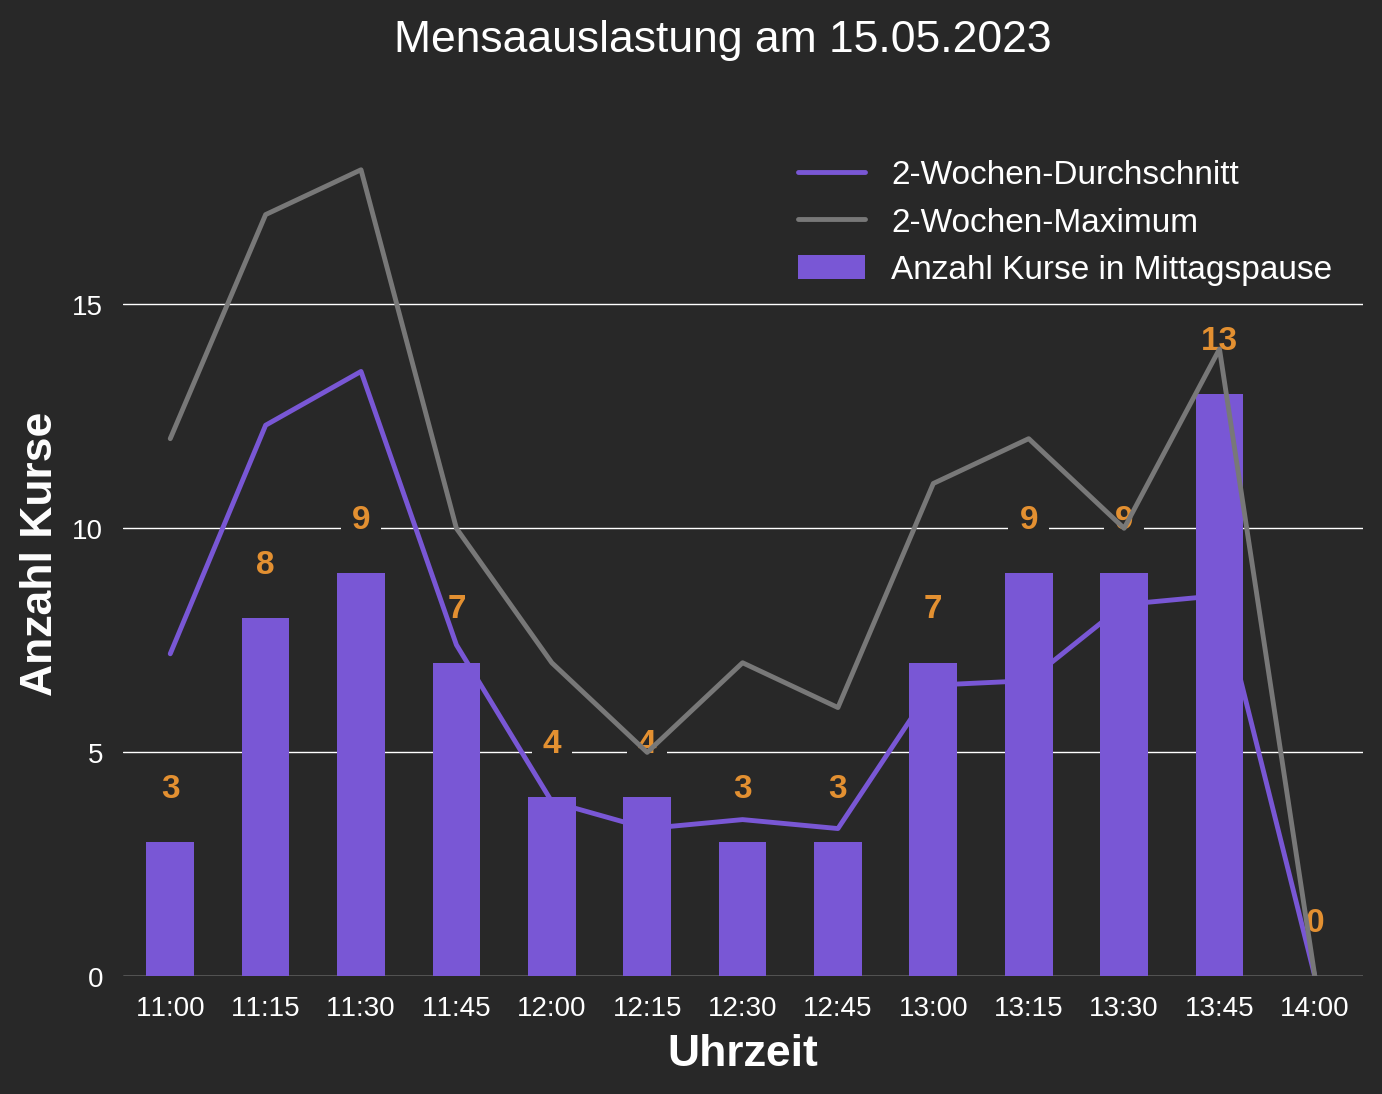 Mensaauslastung am 15.05.2023
2-Wochen-Durchschnitt
2-Wochen-Maximum
Anzahl Kurse in Mittagspause
Anzahl Kurse
15
10
5
0
3
8
9
7
4
4
3
3
7
9
9
13
0
11:00 11:15 11:30 11:45 12:00 12:15 12:30 12:45 13:00 13:15 13:30 13:45 14:00
Uhrzeit